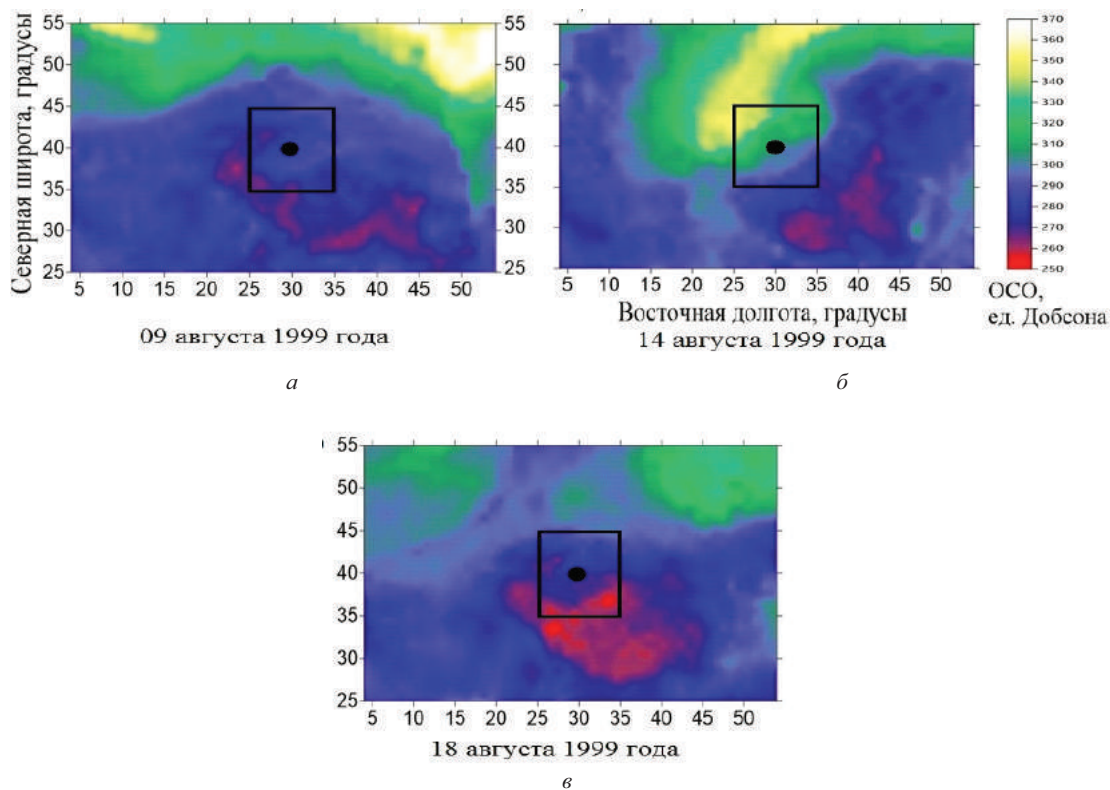 Северная широта, градусы
55
50
45
40
35
30
25
5 10 15 20 25 30 35 40 45 50
55
50
45
40
35
30
25
09 августа 1999 года
а
5 10 15 20 25 30 35 40 45 50
Восточная долгота, градусы
14 августа 1999 года
б
370
360
350
340
330
320
310
300
290
280
270
260
250
ОСО,
ед. Добсона
55
50
45
40
35
30
25
5 10 15 20 25 30 35 40 45 50
18 августа 1999 года
в